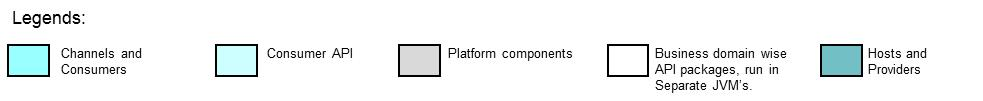 Legends:
Channels and
Consumers
Consumer API
Platform components
Business domain wise
API packages, run in
Separate JVM's.
Hosts and
Providers